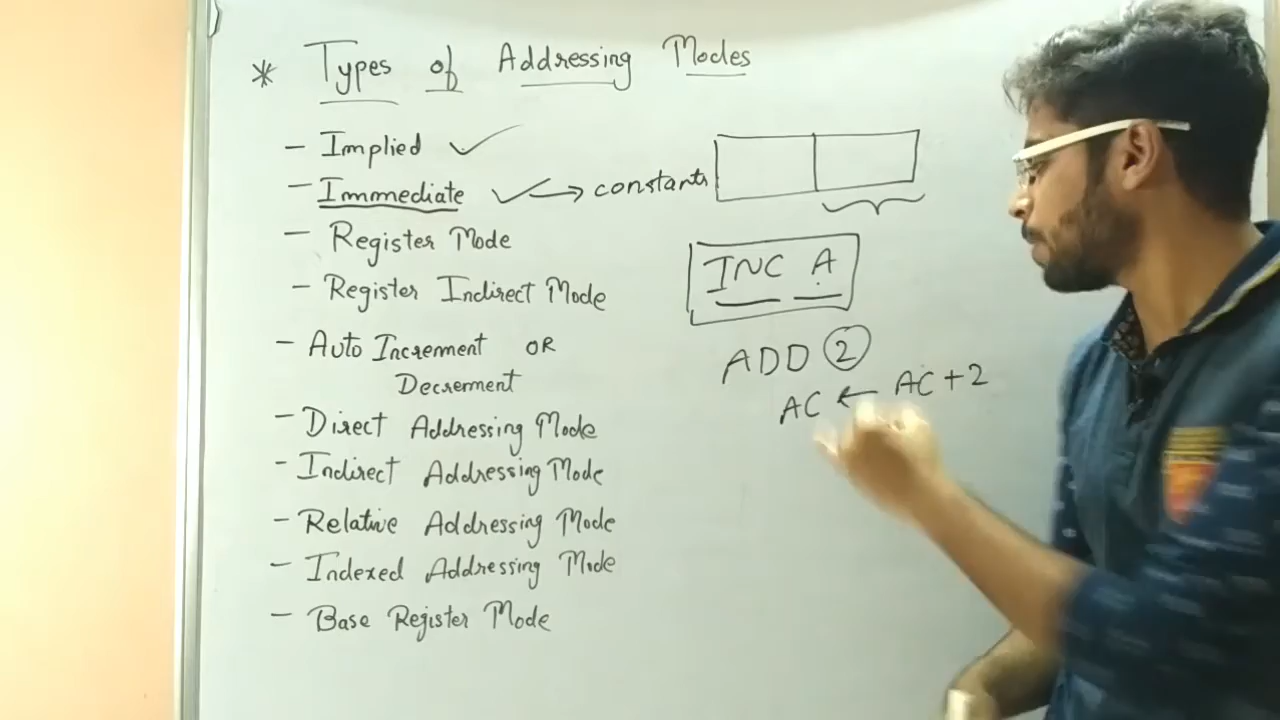 * Types of Addressing Modes
- Implied ✓
- Immediate ✓→ constants
- Register Mode
- Register Indirect Mode
- Auto Increment OR
Decrement
- Direct Addressing Mode
- Indirect Addressing Mode
- Relative Addressing Mode
- Indexed Addressing Mode
- Base Register Mode
INC A
ADD 2
AC ← AC+2